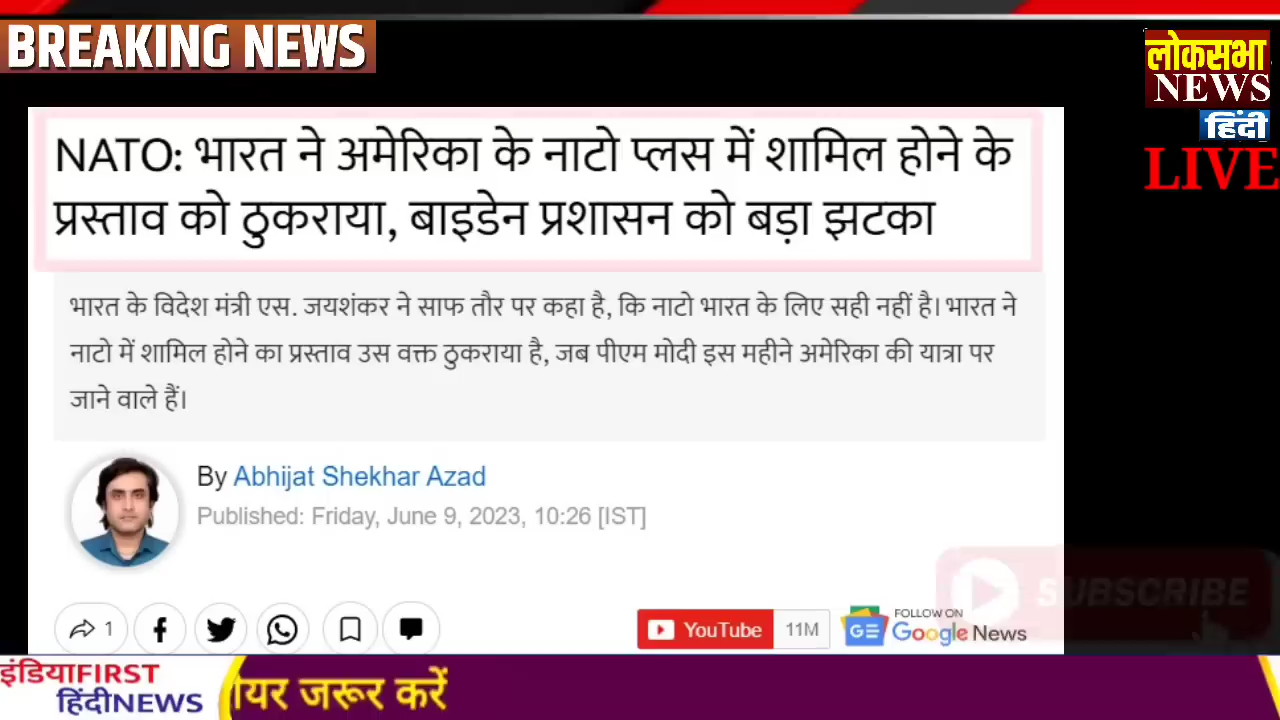 BREAKING NEWS
लोकसभा
NEWS
हिंदी
LIVE
NATO: भारत ने अमेरिका के नाटो प्लस में शामिल होने के
प्रस्ताव को ठुकराया, बाइडेन प्रशासन को बड़ा झटका
भारत के विदेश मंत्री एस. जयशंकर ने साफ तौर पर कहा है, कि नाटो भारत के लिए सही नहीं है। भारत ने
नाटो में शामिल होने का प्रस्ताव उस वक्त ठुकराया है, जब पीएम मोदी इस महीने अमेरिका की यात्रा पर
जाने वाले हैं।
By Abhijat Shekhar Azad
Published: Friday, June 9, 2023, 10:26 [IST]
SUBSCRIBE
1
YouTube 11M
GE FOLLOW ON
Google News
इंडियाFIRST
हिंदीNEWS
यर जरूर करें